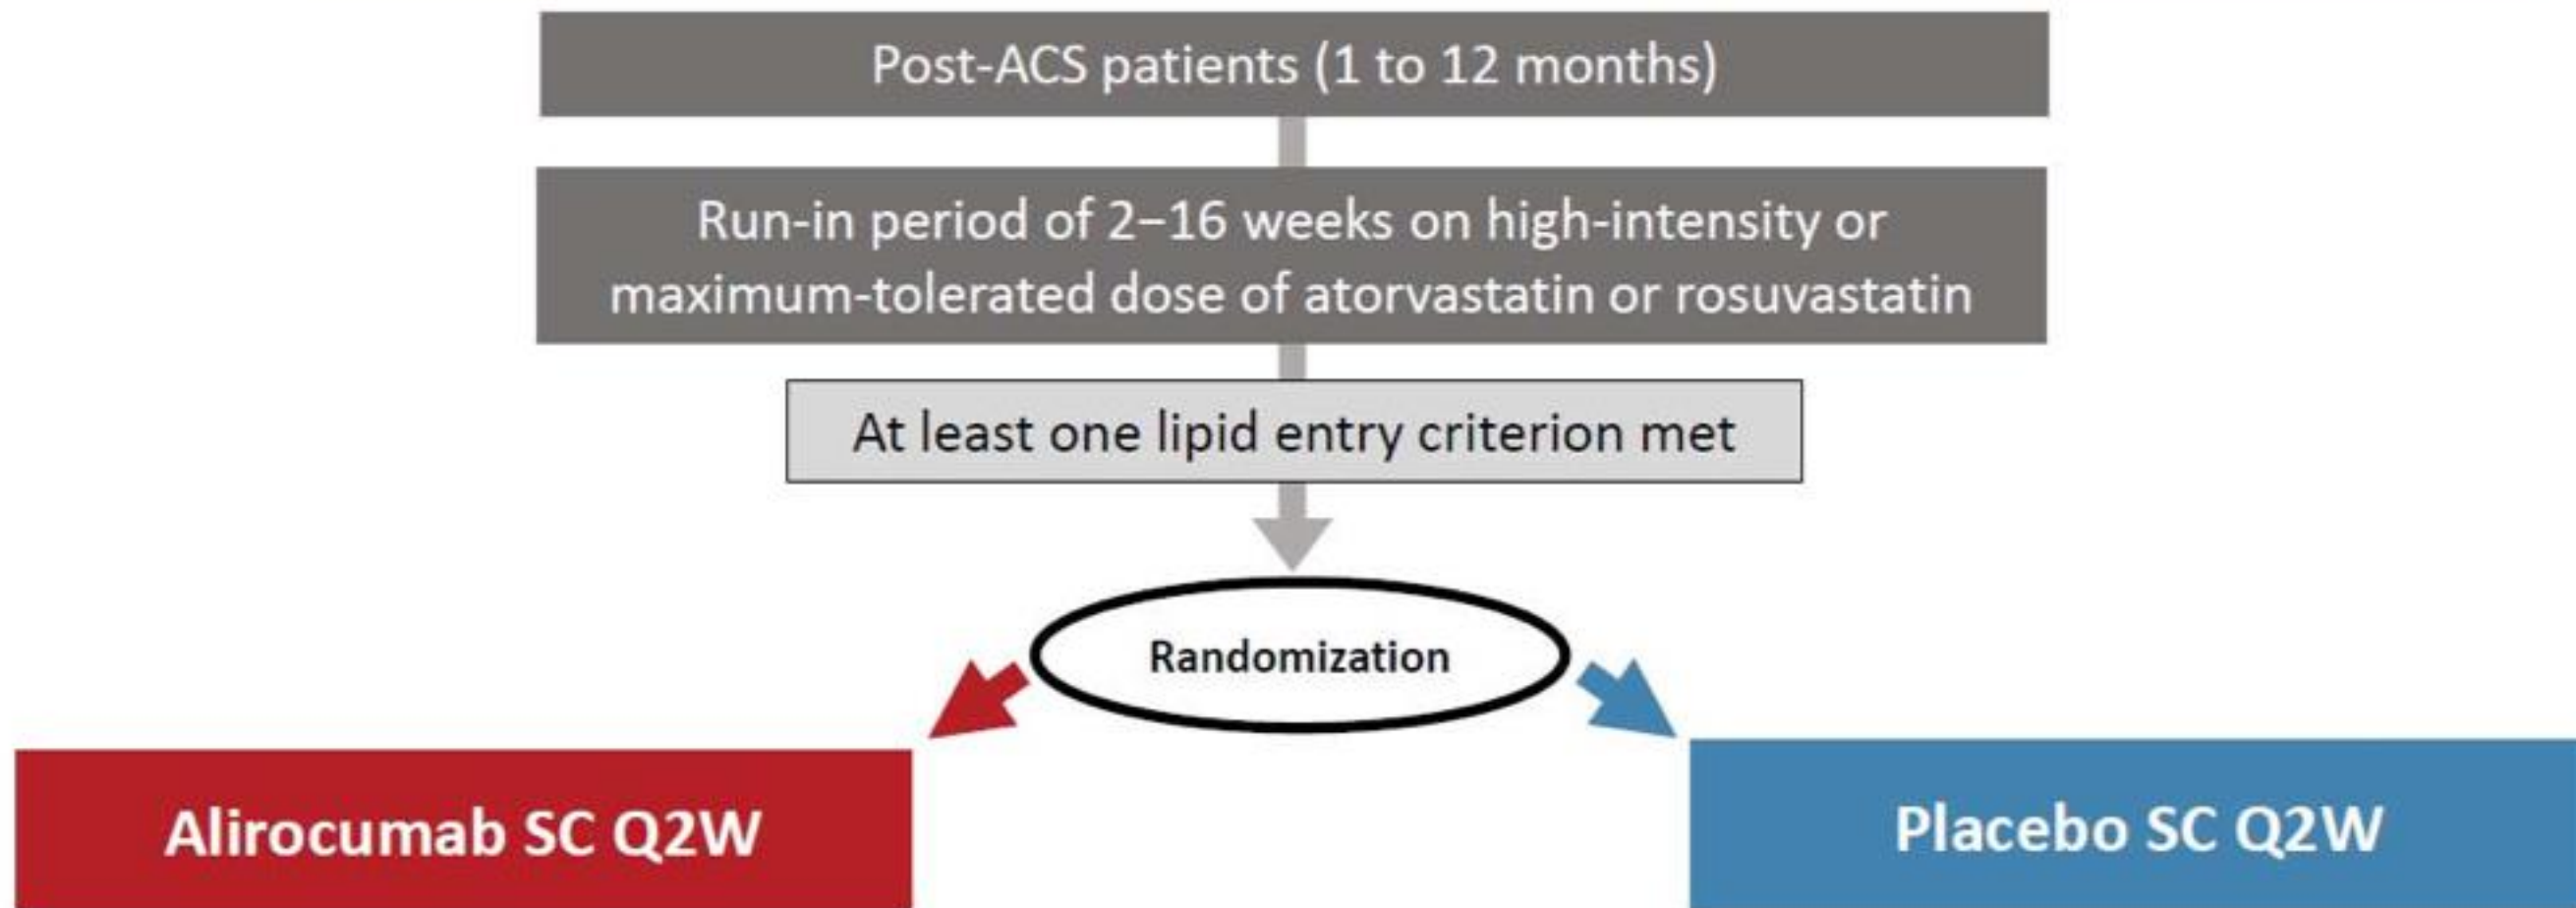 Post-ACS patients (1 to 12 months)
Run-in period of 2–16 weeks on high-intensity or
maximum-tolerated dose of atorvastatin or rosuvastatin
At least one lipid entry criterion met
Randomization
Alirocumab SC Q2W
Placebo SC Q2W